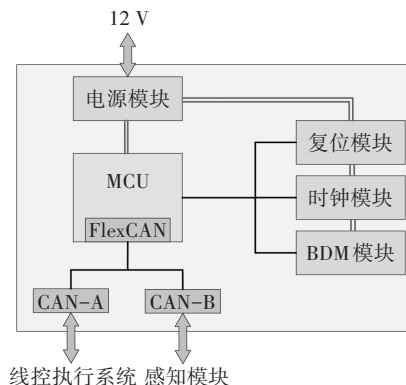 12 V
电源模块
复位模块
MCU
时钟模块
FlexCAN
BDM模块
CAN-A
CAN-B
线控执行系统 感知模块